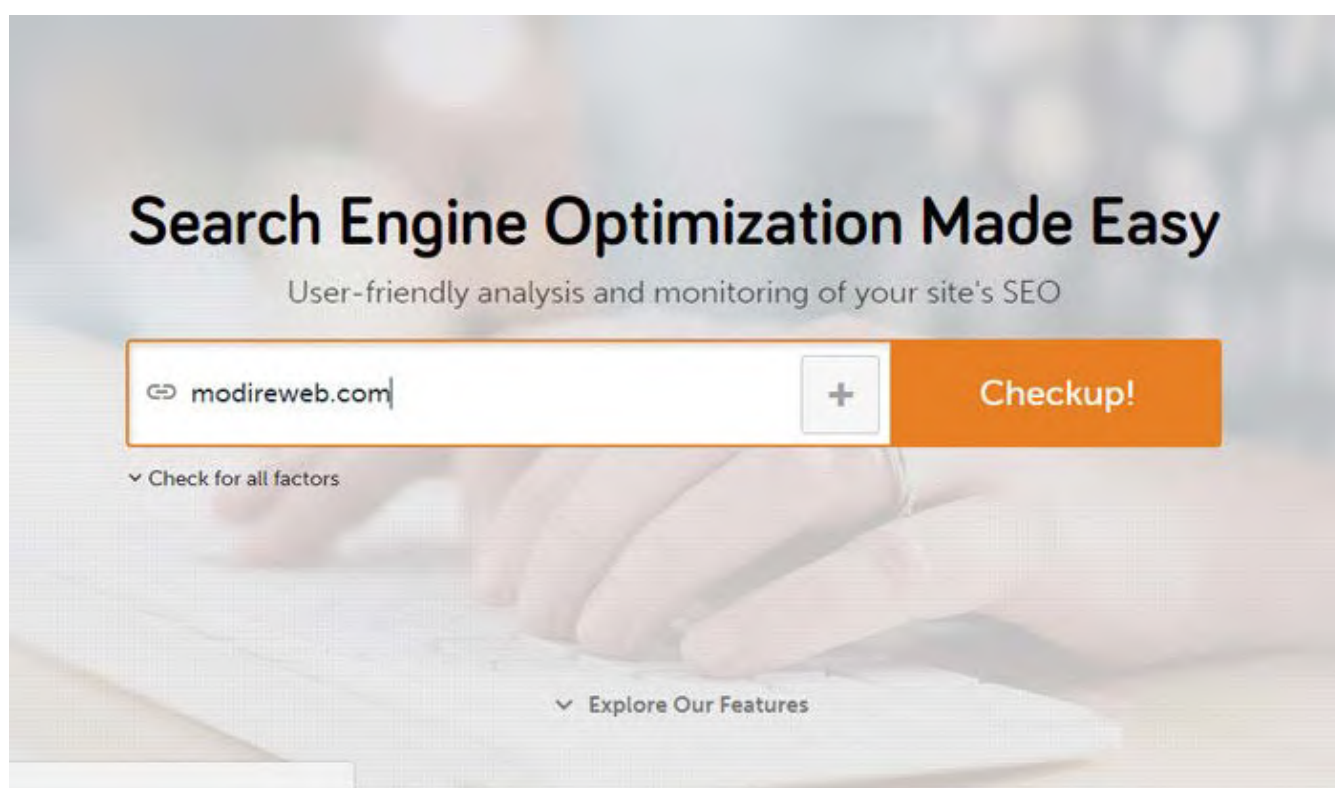 Search Engine Optimization Made Easy
User-friendly analysis and monitoring of your site's SEO
modireweb.com
+
Checkup!
Check for all factors
Explore Our Features